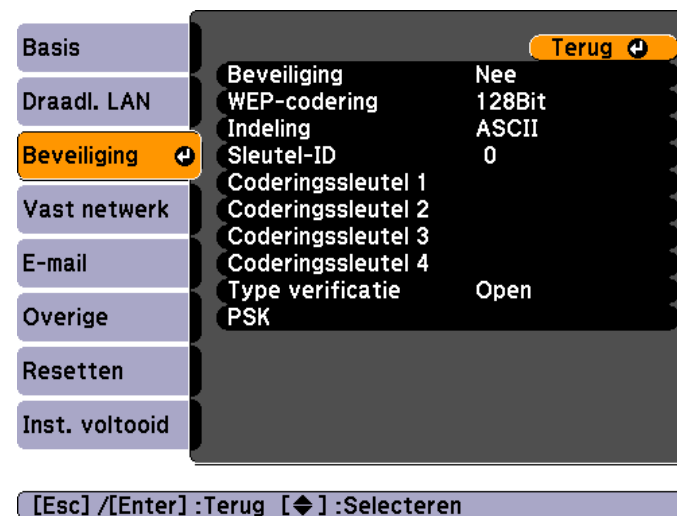 Basis
Draadl. LAN
Beveiliging
Vast netwerk
E-mail
Overige
Resetten
Inst. voltooid
Terug
Beveiliging Nee
WEP-codering 128Bit
Indeling ASCII
Sleutel-ID 0
Coderingssleutel 1
Coderingssleutel 2
Coderingssleutel 3
Coderingssleutel 4
Type verificatie Open
PSK
[Esc] /[Enter] :Terug [◆] :Selecteren